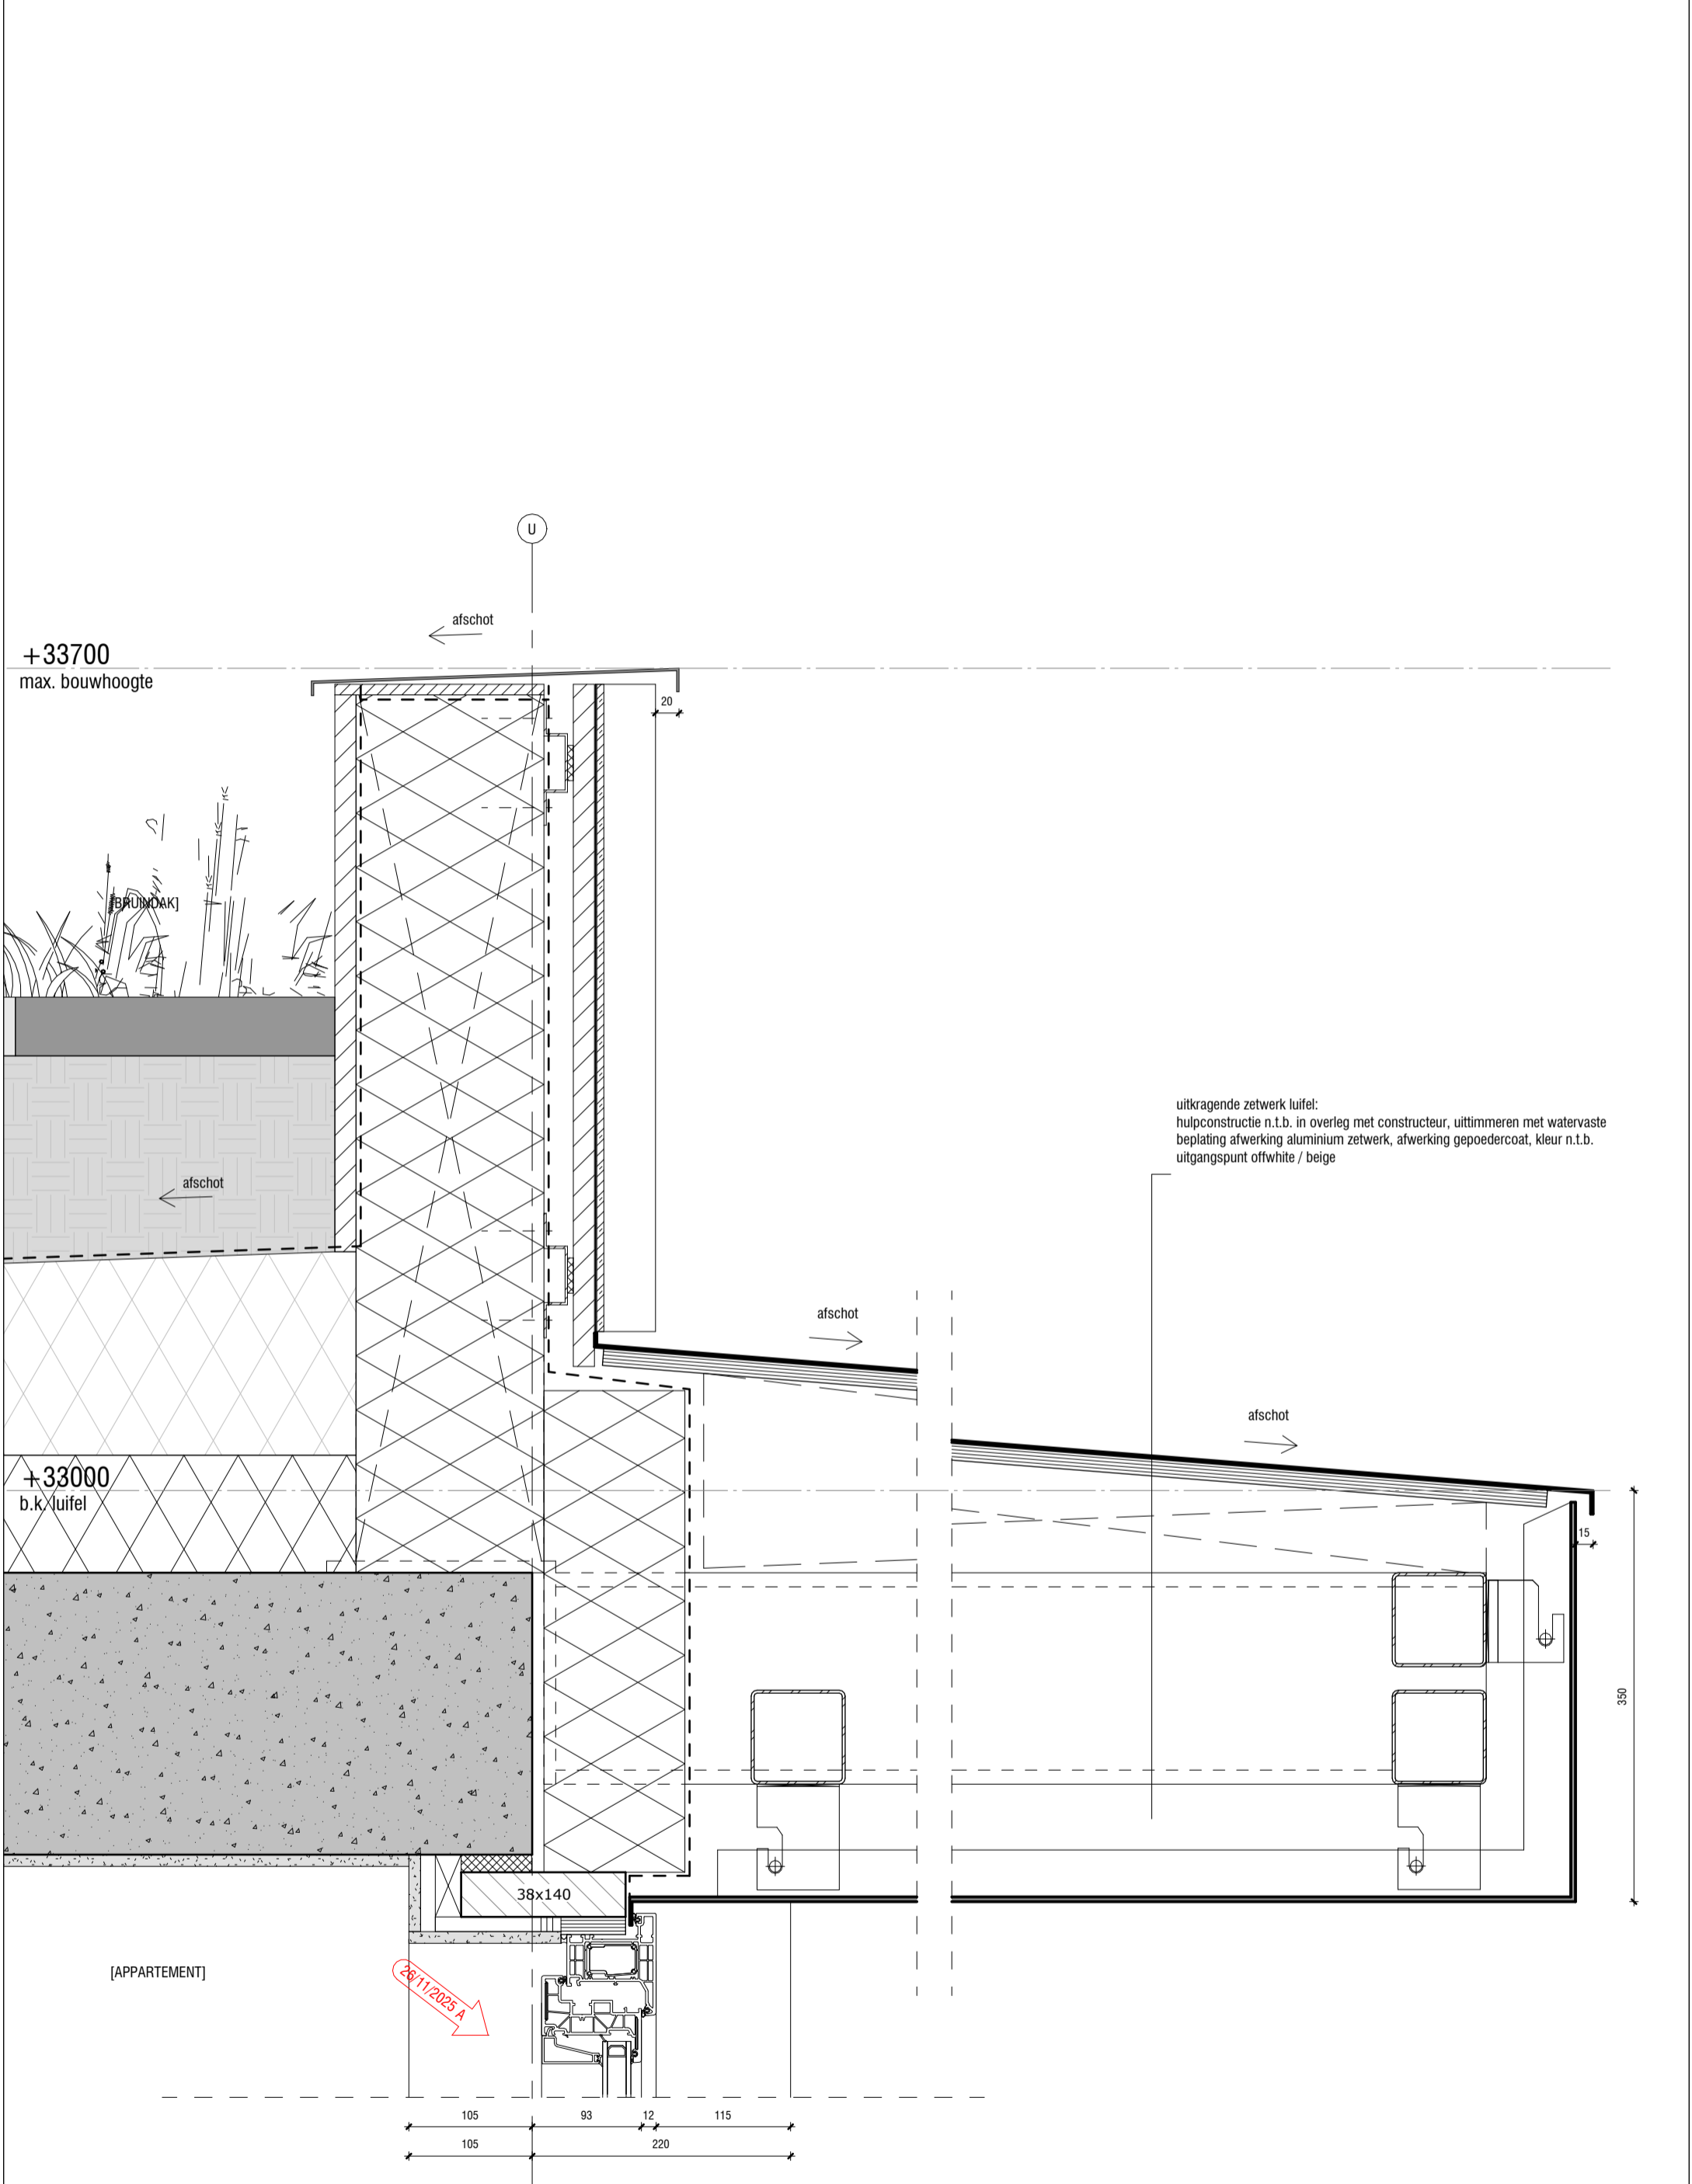 U
afschot
+33700
max. bouwhoogte
20
[BRUINDAK]
uitkragende zetwerk luifel:
hulpconstructie n.t.b. in overleg met constructeur, uittimmeren met watervaste
beplating afwerking aluminium zetwerk, afwerking gepoedercoat, kleur n.t.b.
uitgangspunt offwhite / beige
afschot
afschot
afschot
+33000
b.k. luifel
15
350
38x140
[APPARTEMENT]
26/11/2025 A
105
93
12
115
105
220